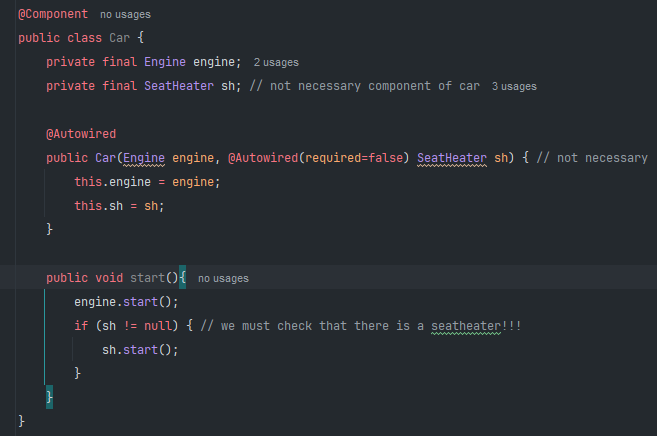 @Component no usages
public class Car {
    private final Engine engine; 2 usages
    private final SeatHeater sh; // not necessary component of car 3 usages

    @Autowired
    public Car(Engine engine, @Autowired(required=false) SeatHeater sh) { // not necessary
        this.engine = engine;
        this.sh = sh;
    }

    public void start(){ no usages
        engine.start();
        if (sh != null) { // we must check that there is a seatheater!!!
            sh.start();
        }
    }
}